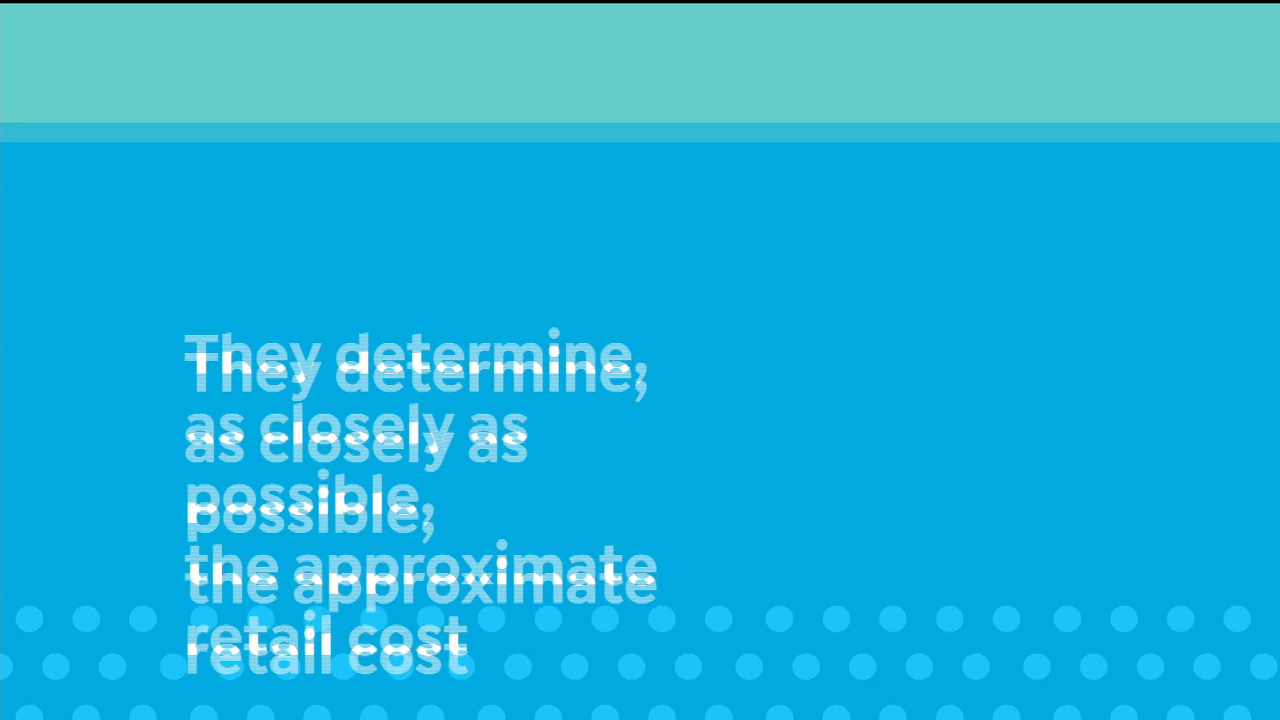 They determine,
as closely as
possible,
the approximate
retail cost